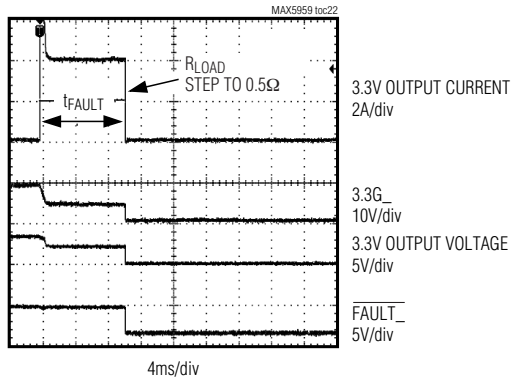 MAX5959 toc22
RLOAD
STEP TO 0.5Ω
tFAULT
3.3V OUTPUT CURRENT
2A/div
3.3G_
10V/div
3.3V OUTPUT VOLTAGE
5V/div
FAULT_
5V/div
4ms/div